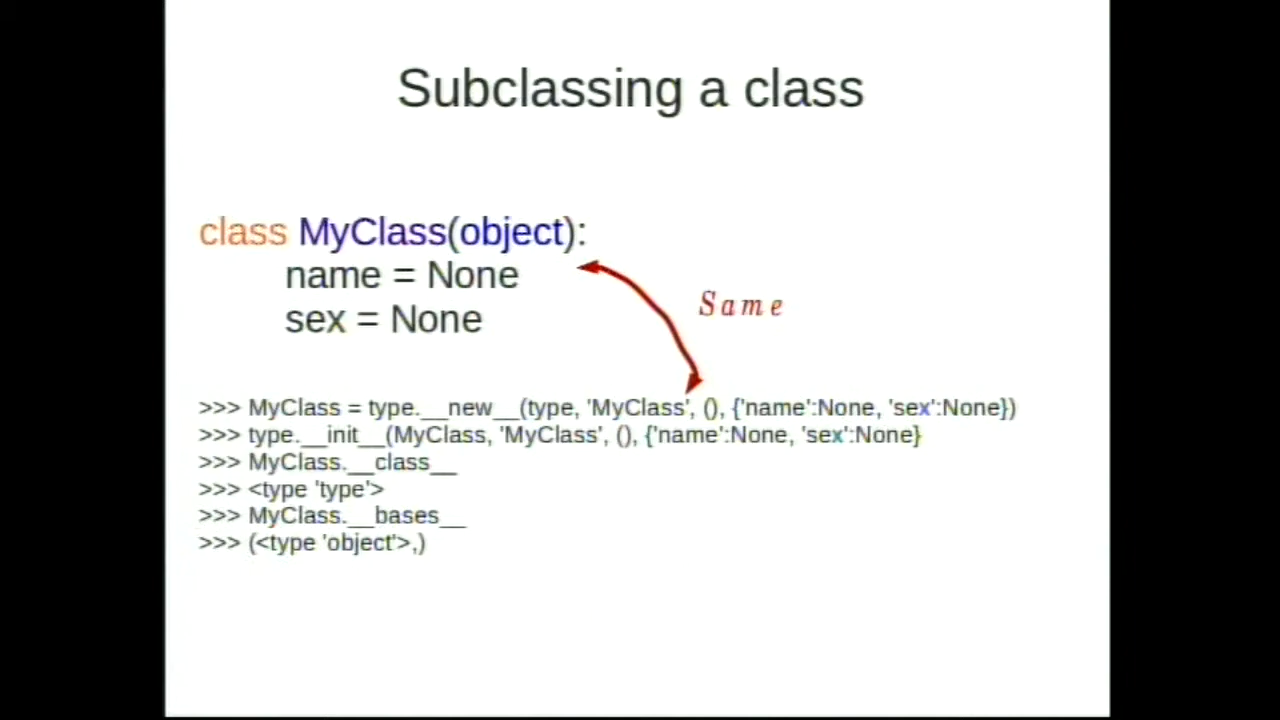 Subclassing a class
class MyClass(object):
name = None
sex = None
Same
>>> MyClass = type.__new__(type, 'MyClass', (), {'name':None, 'sex':None})
>>> type.__init__(MyClass, 'MyClass', (), {'name':None, 'sex':None}
>>> MyClass.__class__
>>> <type 'type'>
>>> MyClass.__bases__
>>> (<type 'object'>,)